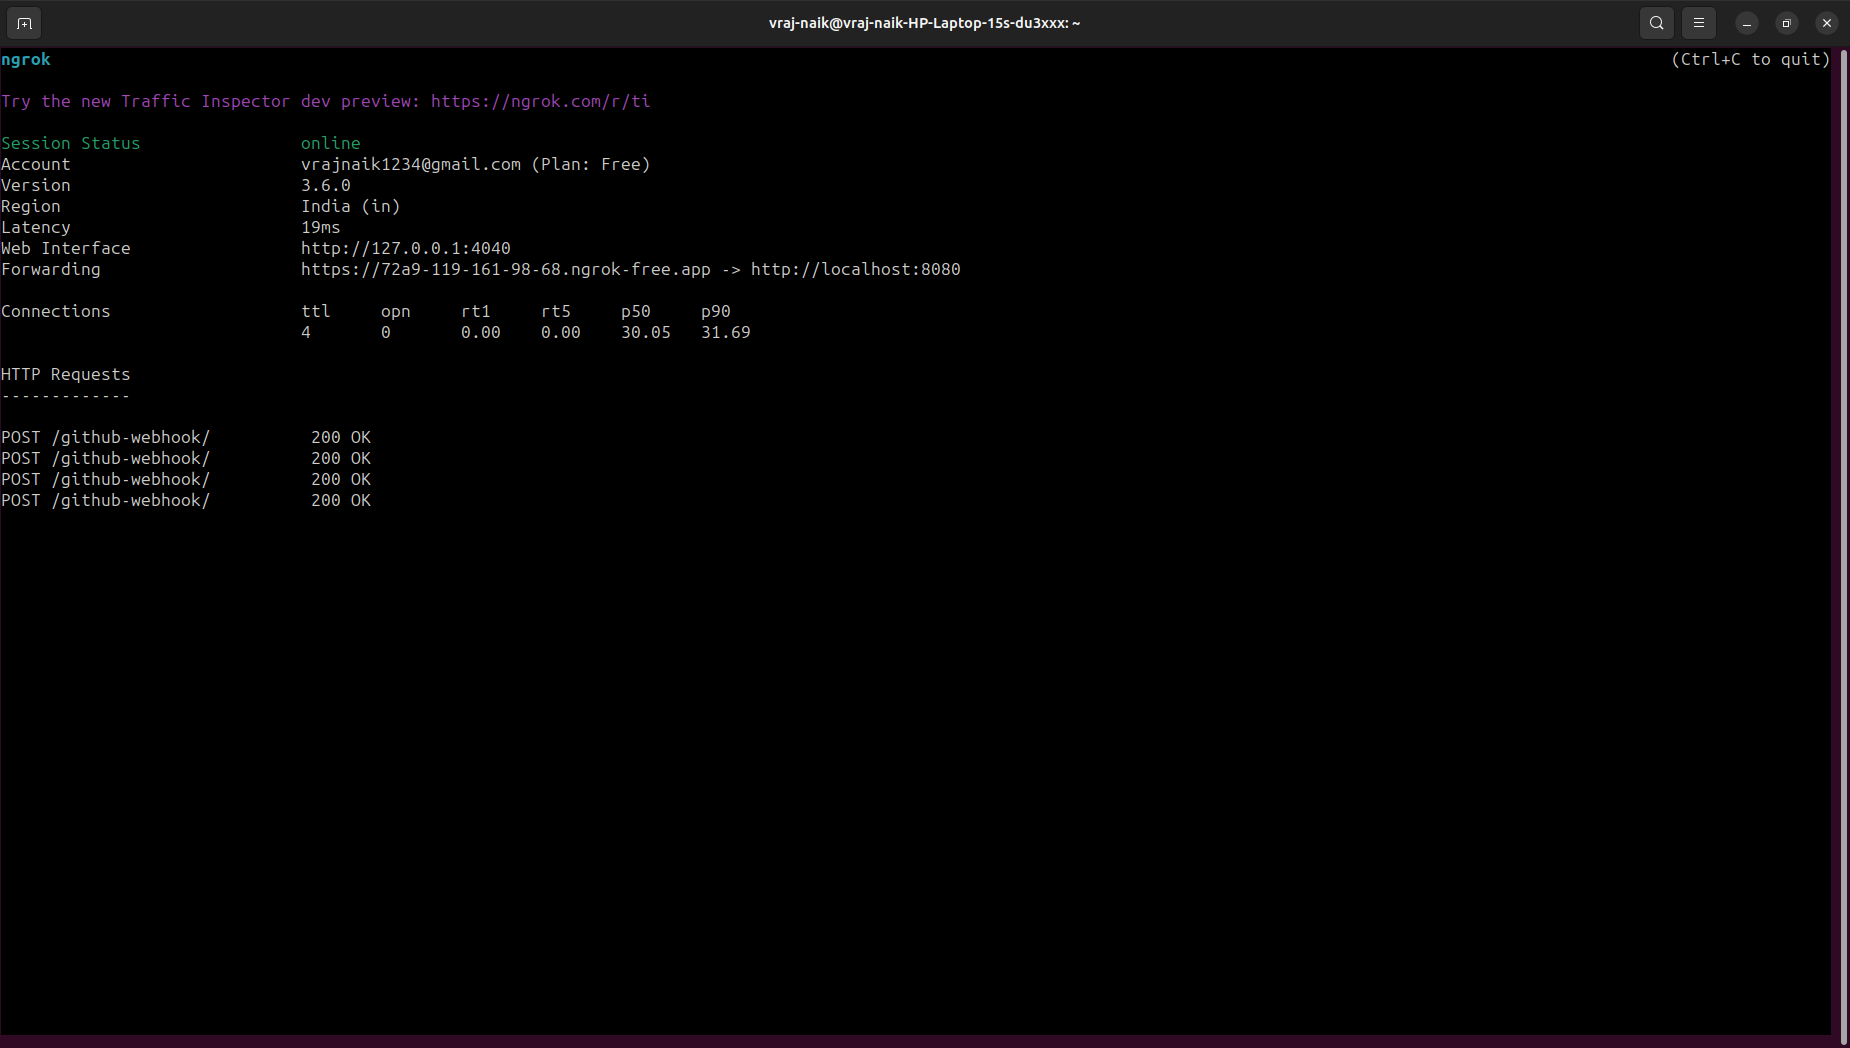 vraj-naik@vraj-naik-HP-Laptop-15s-du3xxx: ~
ngrok (Ctrl+C to quit)
Try the new Traffic Inspector dev preview: https://ngrok.com/r/ti
Session Status online
Account vrajnaik1234@gmail.com (Plan: Free)
Version 3.6.0
Region India (in)
Latency 19ms
Web Interface http://127.0.0.1:4040
Forwarding https://72a9-119-161-98-68.ngrok-free.app -> http://localhost:8080
Connections ttl opn rt1 rt5 p50 p90
4 0 0.00 0.00 30.05 31.69
HTTP Requests
-------------
POST /github-webhook/ 200 OK
POST /github-webhook/ 200 OK
POST /github-webhook/ 200 OK
POST /github-webhook/ 200 OK